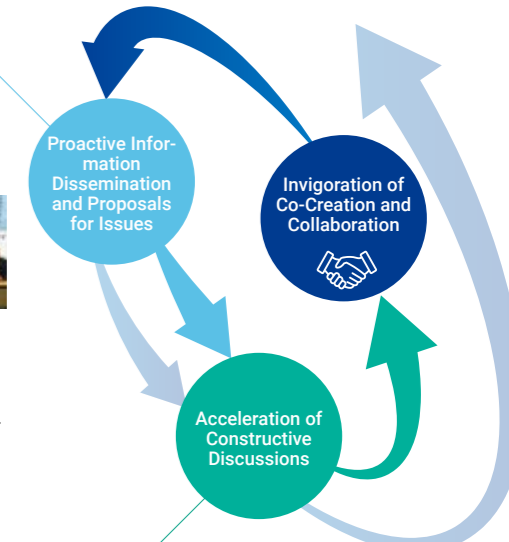 Proactive Infor-
mation
Dissemination
and Proposals
for Issues
Invigoration of
Co-Creation and
Collaboration
Acceleration of
Constructive
Discussions